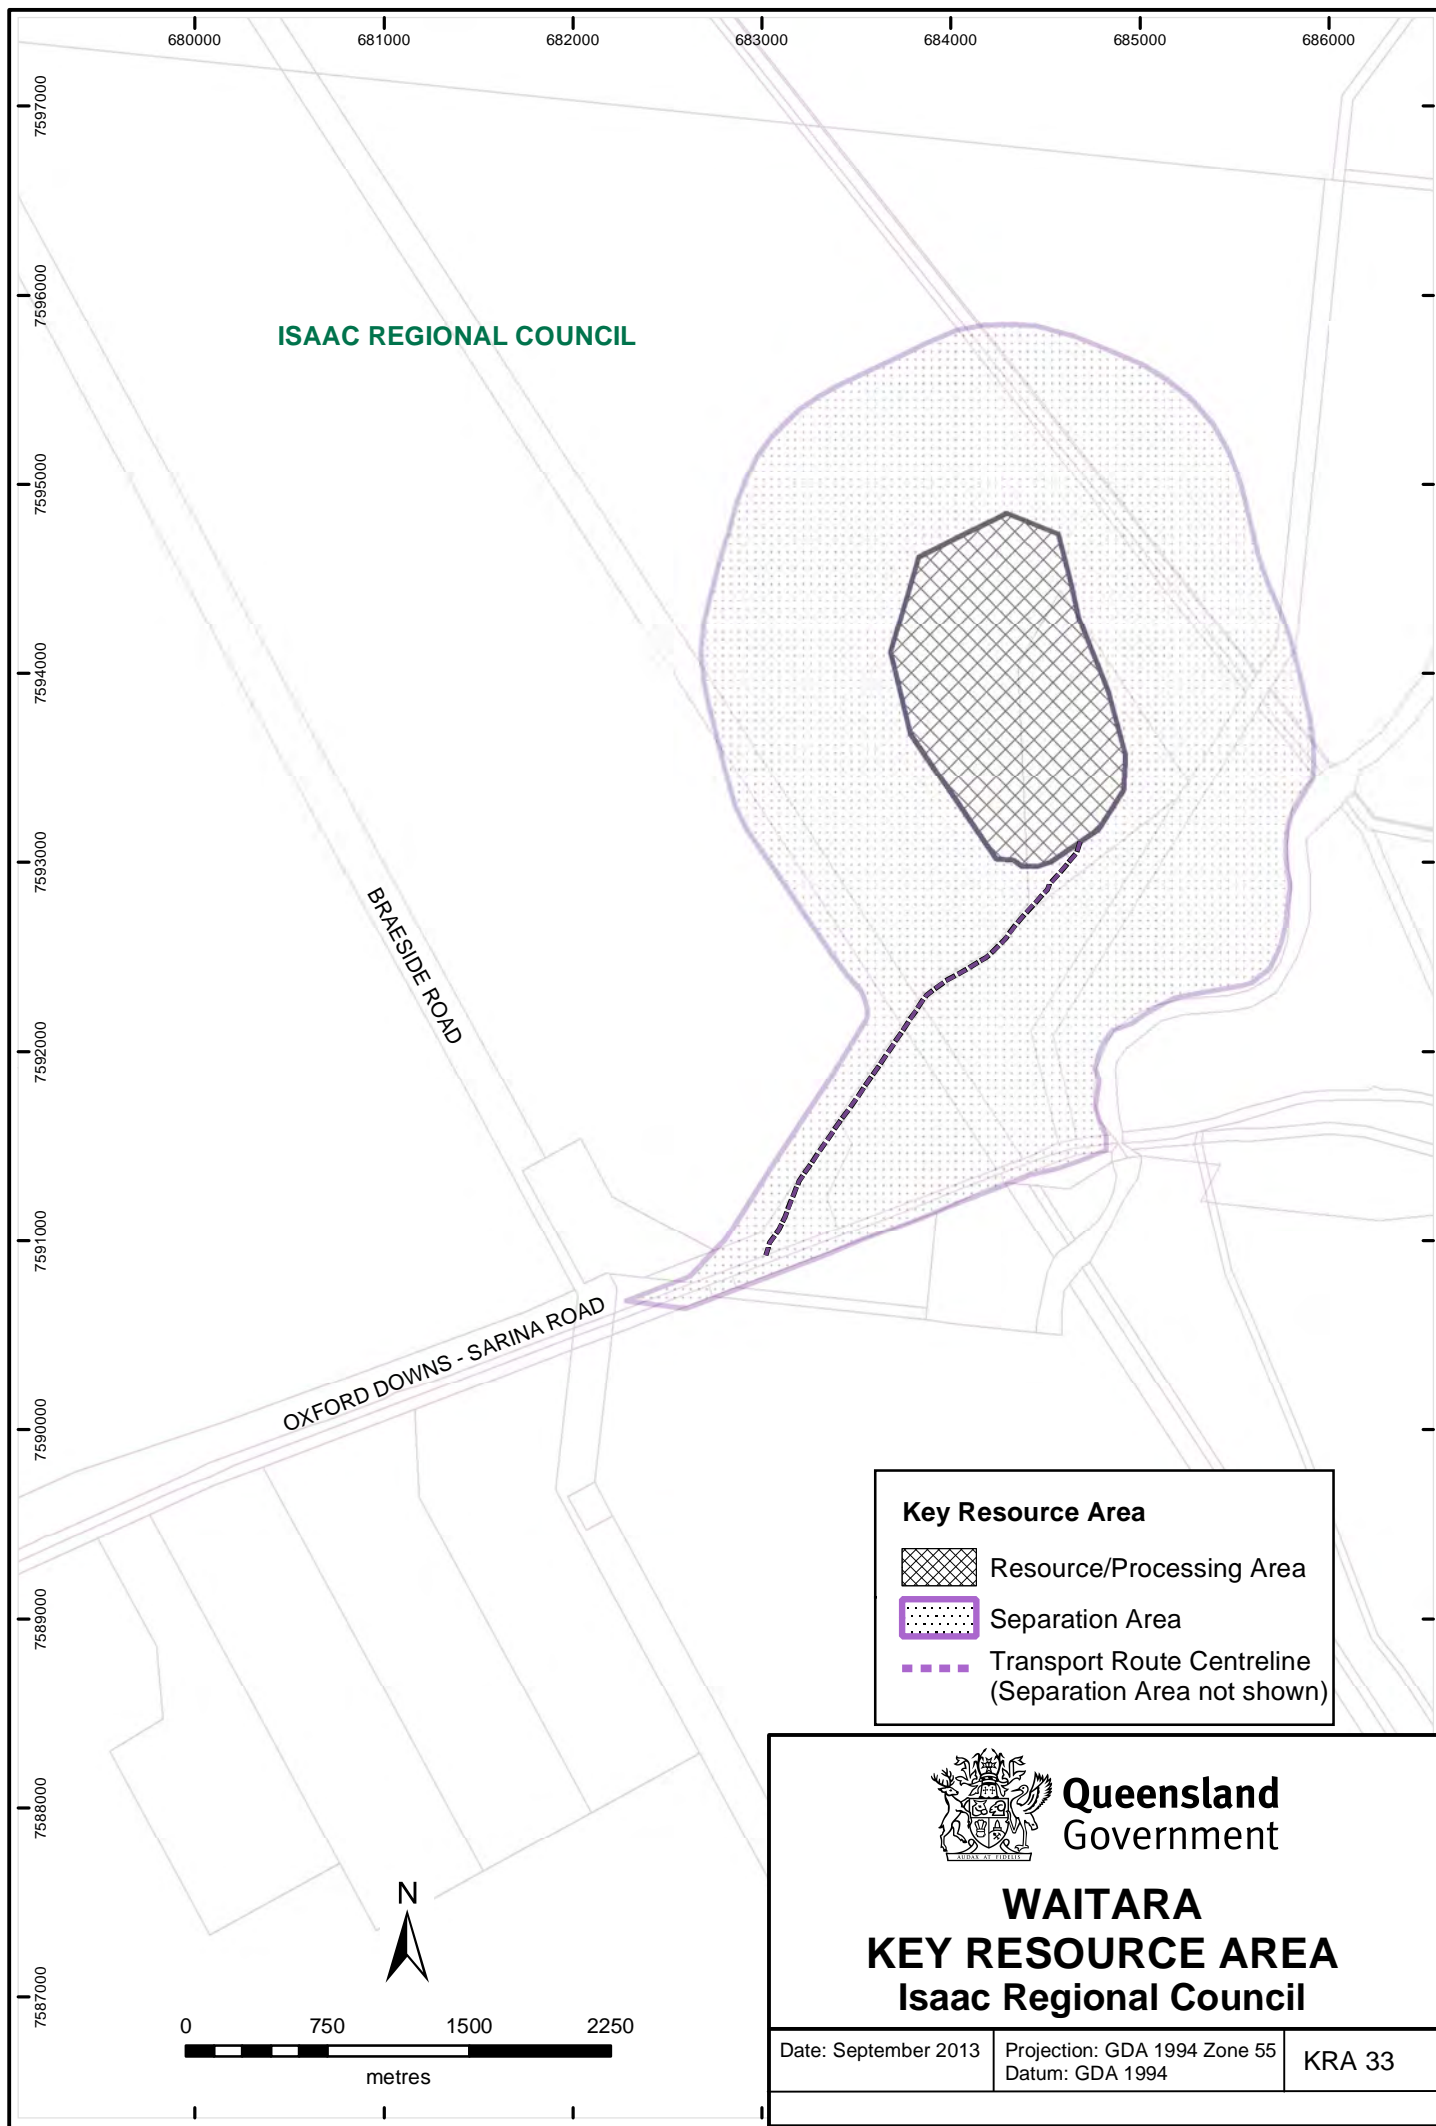 680000 681000 682000 683000 684000 685000 686000
7597000
7596000
7595000
7594000
7593000
7592000
7591000
7590000
7589000
7588000
7587000
ISAAC REGIONAL COUNCIL
BRAESIDE ROAD
OXFORD DOWNS - SARINA ROAD
Key Resource Area
Resource/Processing Area
Separation Area
Transport Route Centreline
(Separation Area not shown)
AUDAX AT FIDELIS
Queensland
Government
WAITARA
KEY RESOURCE AREA
Isaac Regional Council
Date: September 2013
Projection: GDA 1994 Zone 55
Datum: GDA 1994
KRA 33
N
0 750 1500 2250
metres